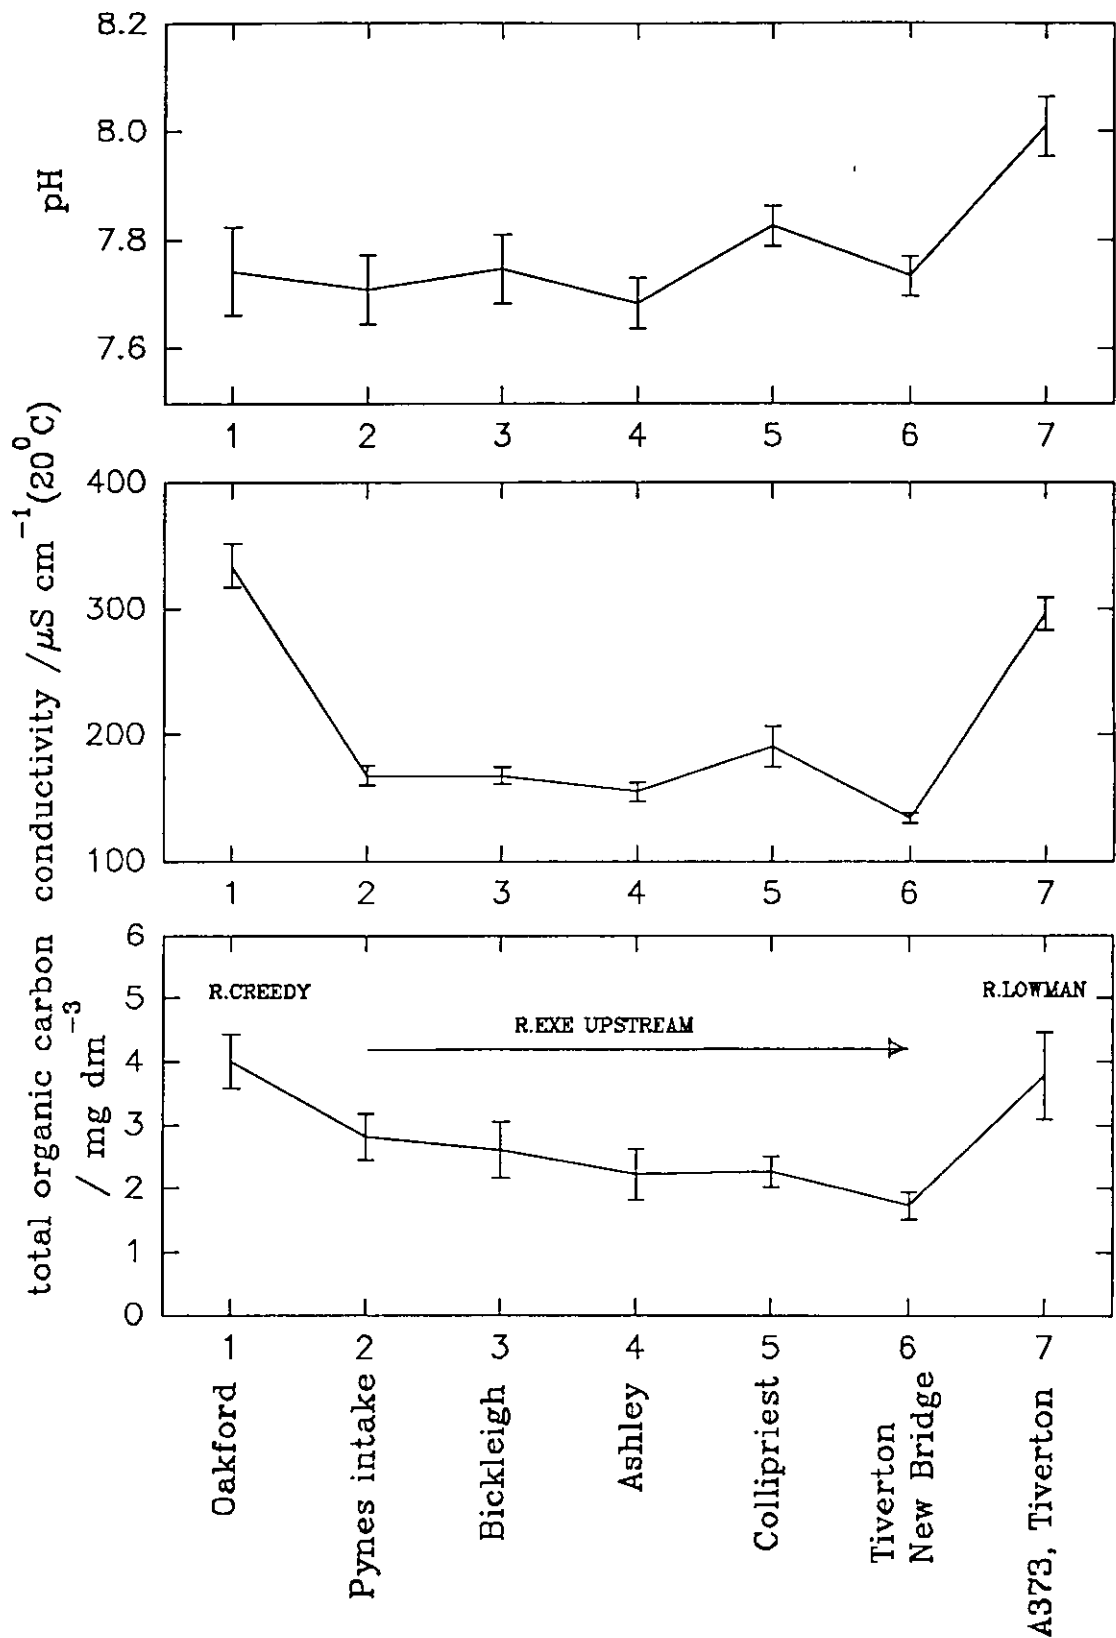 8.2
8.0
7.8
7.6
pH
1 2 3 4 5 6 7
400
300
200
100
conductivity /μS cm⁻¹(20⁰C)
1 2 3 4 5 6 7
6
5
4
3
2
1
0
total organic carbon
/ mg dm⁻³
R.CREEDY
R.EXE UPSTREAM
R.LOWMAN
1 2 3 4 5 6 7
Oakford
Pynes intake
Bickleigh
Ashley
Collipriest
Tiverton
New Bridge
A373, Tiverton